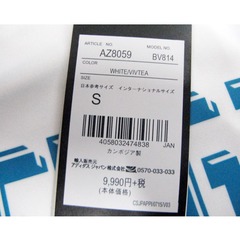 ARTICLE NO. MODEL NO.
AZ8059 BV814
COLOR
WHITE/VIVTEA
SIZE
日本参考サイズ インターナショナルサイズ
S
4058032474838 JAN
カンボジア製
輸入販売元
アディダス ジャパン株式会社 0570-033-033
9,990円+税
(本体価格)